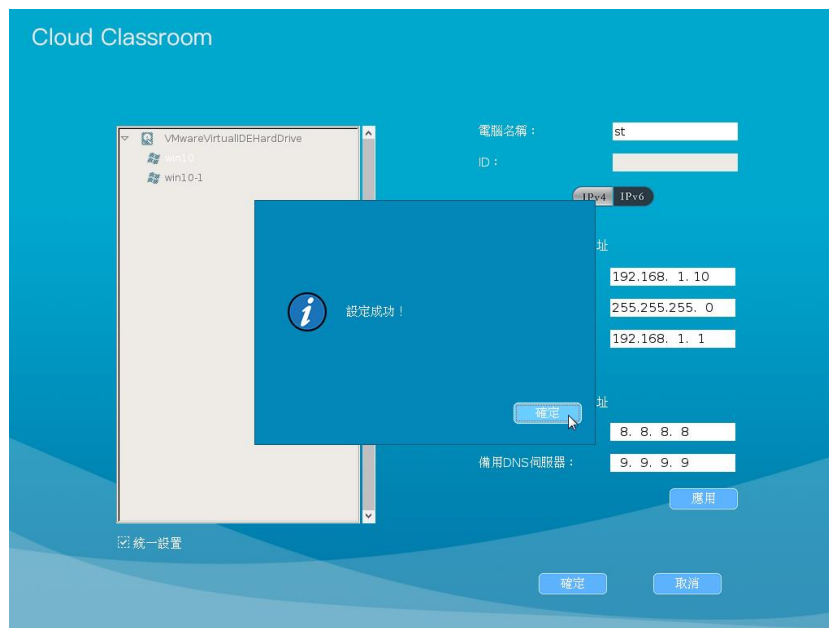 Cloud Classroom
VMwareVirtualIDEHardDrive
win10
win10-1
電腦名稱：
st
ID：
IPv4 IPv6
址
192.168. 1. 10
255.255.255. 0
192.168. 1. 1
設定成功！
確定
址
8. 8. 8. 8
備用DNS伺服器：
9. 9. 9. 9
應用
統一設置
確定
取消